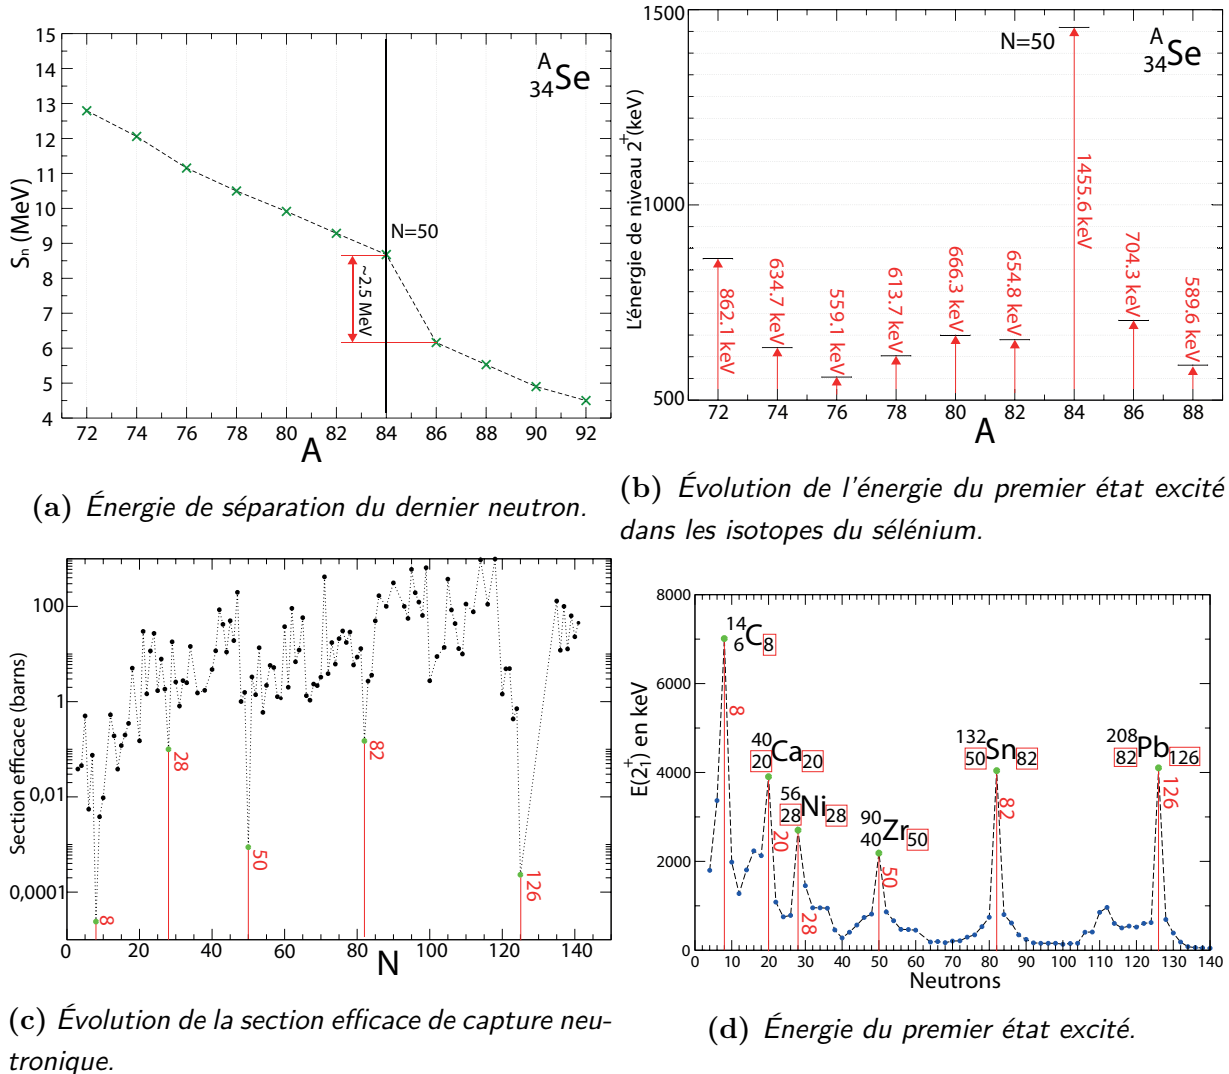 15
14
13
12
11
10
9
8
7
6
5
4
Sn (MeV)
A
34Se
N=50
~2.5 MeV
72 74 76 78 80 82 84 86 88 90 92
A
(a) Énergie de séparation du dernier neutron.
1500
1000
500
L'énergie de niveau 2+(keV)
N=50
A
34Se
862.1 keV
634.7 keV
559.1 keV
613.7 keV
666.3 keV
654.8 keV
1455.6 keV
704.3 keV
589.6 keV
72 74 76 78 80 82 84 86 88
A
(b) Évolution de l'énergie du premier état excité
dans les isotopes du sélénium.
100
1
0,01
0,0001
Section efficace (barns)
8
28
50
82
126
0 20 40 60 80 100 120 140
N
(c) Évolution de la section efficace de capture neu-
tronique.
8000
6000
4000
2000
0
E(2+1) en keV
14
6C8
8
40
20Ca20
20
56
28Ni28
28
90
40Zr50
50
132
50Sn82
82
208
82Pb126
126
0 10 20 30 40 50 60 70 80 90 100 110 120 130 140
Neutrons
(d) Énergie du premier état excité.